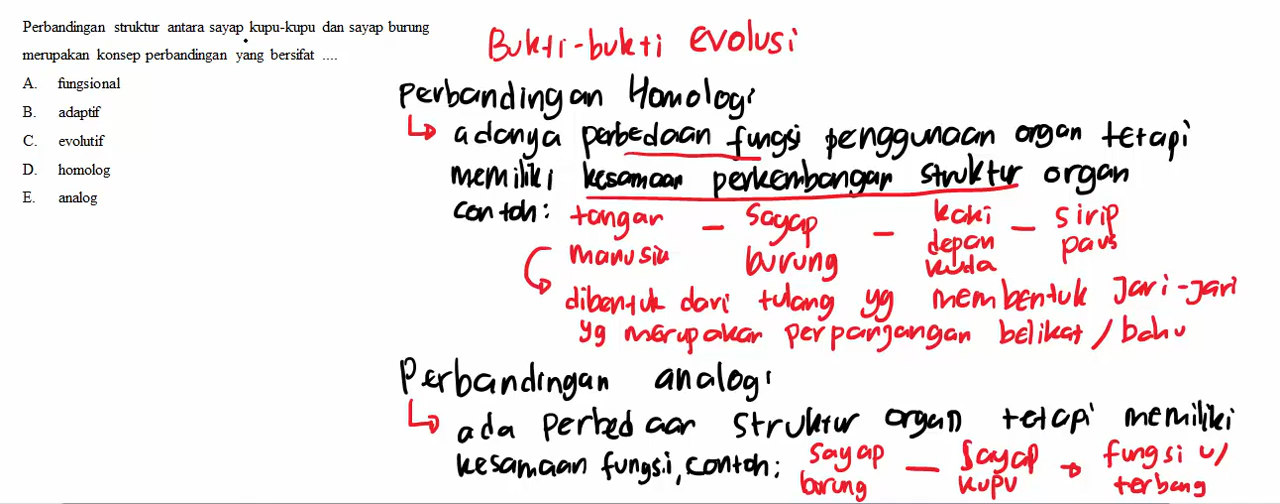 Perbandingan struktur antara sayap kupu-kupu dan sayap burung
merupakan konsep perbandingan yang bersifat ....
A. fungsional
B. adaptif
C. evolutif
D. homolog
E. analog
Bukti-bukti evolusi
Perbandingan Homologi
↳ adanya perbedaan fungsi penggunaan organ tetapi
memiliki kesamaan perkembangan struktur organ
contoh: tangan manusia - sayap burung - kaki depan kuda - sirip paus
↳ dibentuk dari tulang yg membentuk jari-jari
yg merupakan perpanjangan belikat / bahu
Perbandingan analogi
↳ ada perbedaan struktur organ tetapi memiliki
kesamaan fungsi, contoh: sayap burung - sayap kupu → fungsi u/ terbang